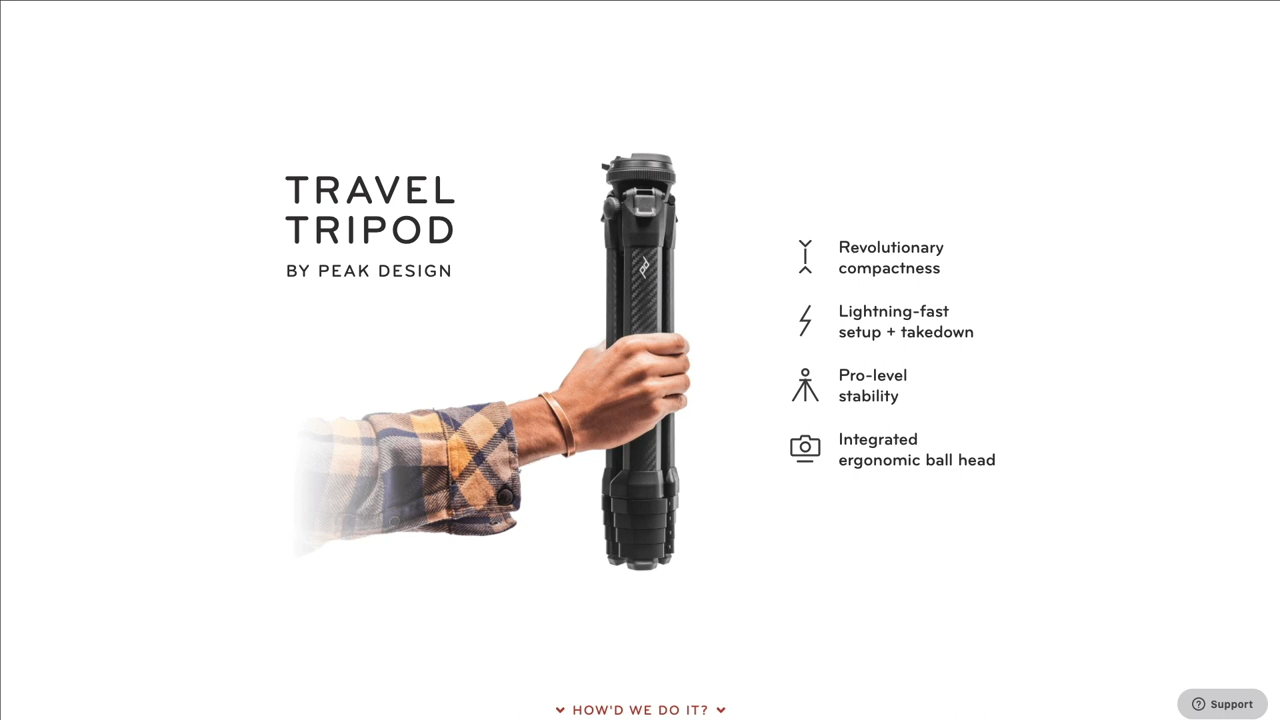 TRAVEL
TRIPOD
BY PEAK DESIGN
Revolutionary
compactness
Lightning-fast
setup + takedown
Pro-level
stability
Integrated
ergonomic ball head
HOW'D WE DO IT?
Support